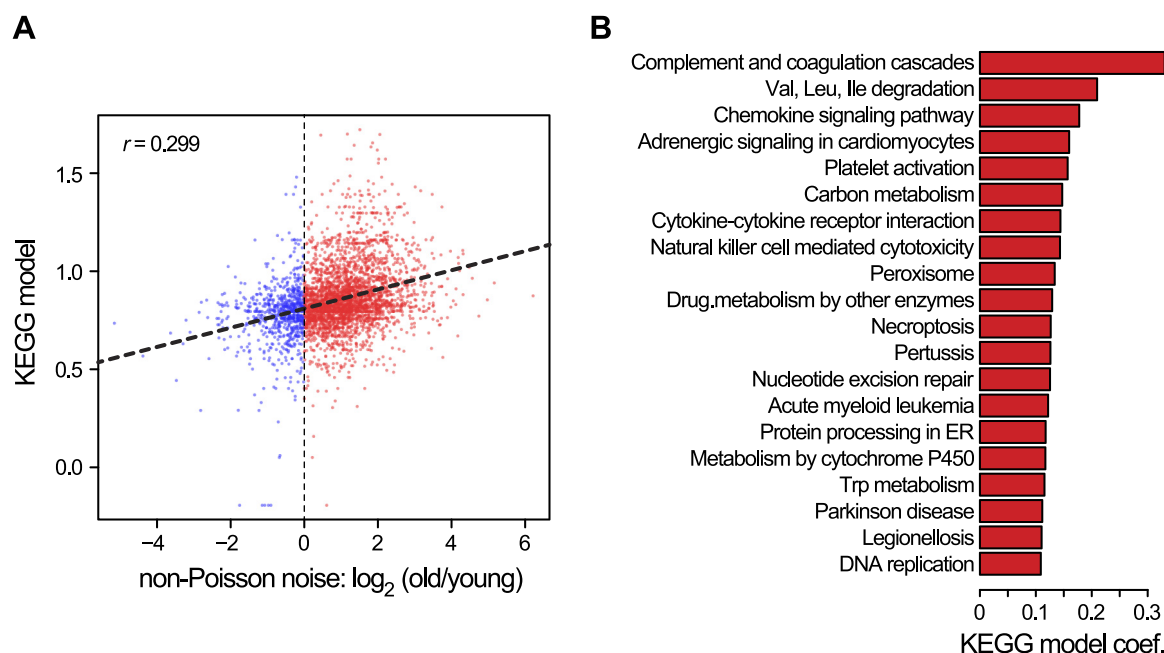 A
r = 0.299
KEGG model
1.5
1.0
0.5
0.0
−4
−2
0
2
4
6
non-Poisson noise: log2 (old/young)
B
Complement and coagulation cascades
Val, Leu, Ile degradation
Chemokine signaling pathway
Adrenergic signaling in cardiomyocytes
Platelet activation
Carbon metabolism
Cytokine-cytokine receptor interaction
Natural killer cell mediated cytotoxicity
Peroxisome
Drug.metabolism by other enzymes
Necroptosis
Pertussis
Nucleotide excision repair
Acute myeloid leukemia
Protein processing in ER
Metabolism by cytochrome P450
Trp metabolism
Parkinson disease
Legionellosis
DNA replication
0
0.1
0.2
0.3
KEGG model coef.